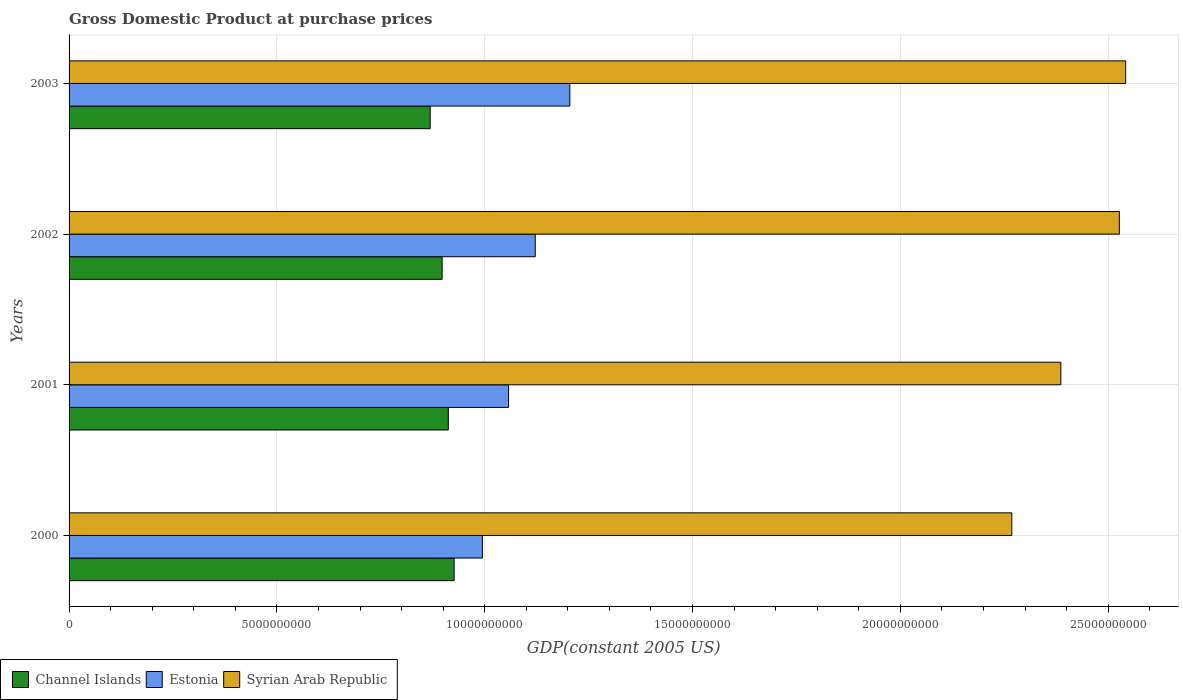 Gross Domestic Product at purchase prices
2003
2002
2001
2000
Years
0
5000000000
10000000000
15000000000
20000000000
25000000000
GDP(constant 2005 US)
Channel Islands
Estonia
Syrian Arab Republic